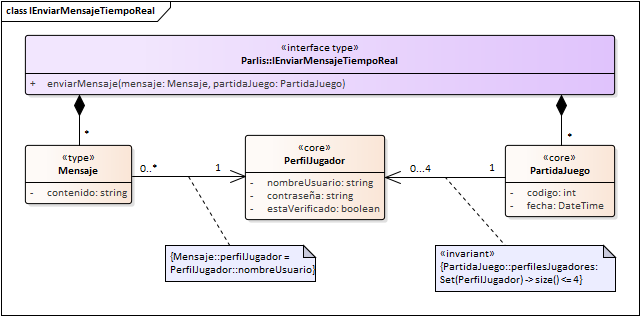 class IEnviarMensajeTiempoReal
«interface type»
Parlis::IEnviarMensajeTiempoReal
+ enviarMensaje(mensaje: Mensaje, partidaJuego: PartidaJuego)
*
*
«type»
Mensaje
- contenido: string
0..*
1
«core»
PerfilJugador
- nombreUsuario: string
- contraseña: string
- estaVerificado: boolean
0...4
1
«core»
PartidaJuego
- codigo: int
- fecha: DateTime
{Mensaje::perfilJugador =
PerfilJugador::nombreUsuario}
«invariant»
{PartidaJuego::perfilesJugadores:
Set(PerfilJugador) -> size() <= 4}